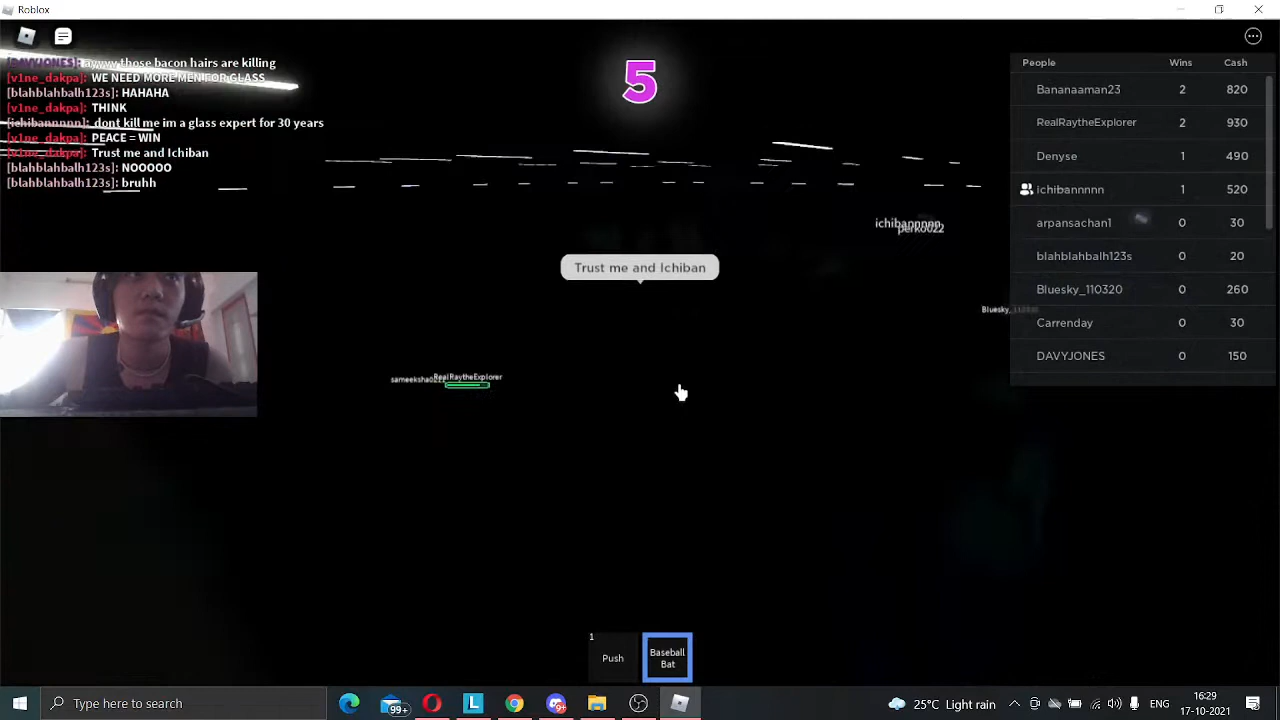 Roblox
[DAVYJONES]: aywww those bacon hairs are killing
[v1ne_dakpa]: WE NEED MORE MEN FOR GLASS
[blahblahbalh123s]: HAHAHA
[v1ne_dakpa]: THINK
[ichibannnnn]: dont kill me im a glass expert for 30 years
[v1ne_dakpa]: PEACE = WIN
[v1ne_dakpa]: Trust me and Ichiban
[blahblahbalh123s]: NOOOOO
[blahblahbalh123s]: bruhh
5
People Wins Cash
Bananaaman23 2 820
RealRaytheExplorer 2 930
Denyse 1 490
ichibannnnn 1 520
arpansachan1 0 30
blahblahbalh123s 0 20
Bluesky_110320 0 260
Carrenday 0 30
DAVYJONES 0 150
ichibannnnn
perk0022
Trust me and Ichiban
Bluesky_110320
RealRaytheExplorer
1
Push
Baseball
Bat
Type here to search
99+
L
25°C Light rain
ENG
16:29
17-10-2021